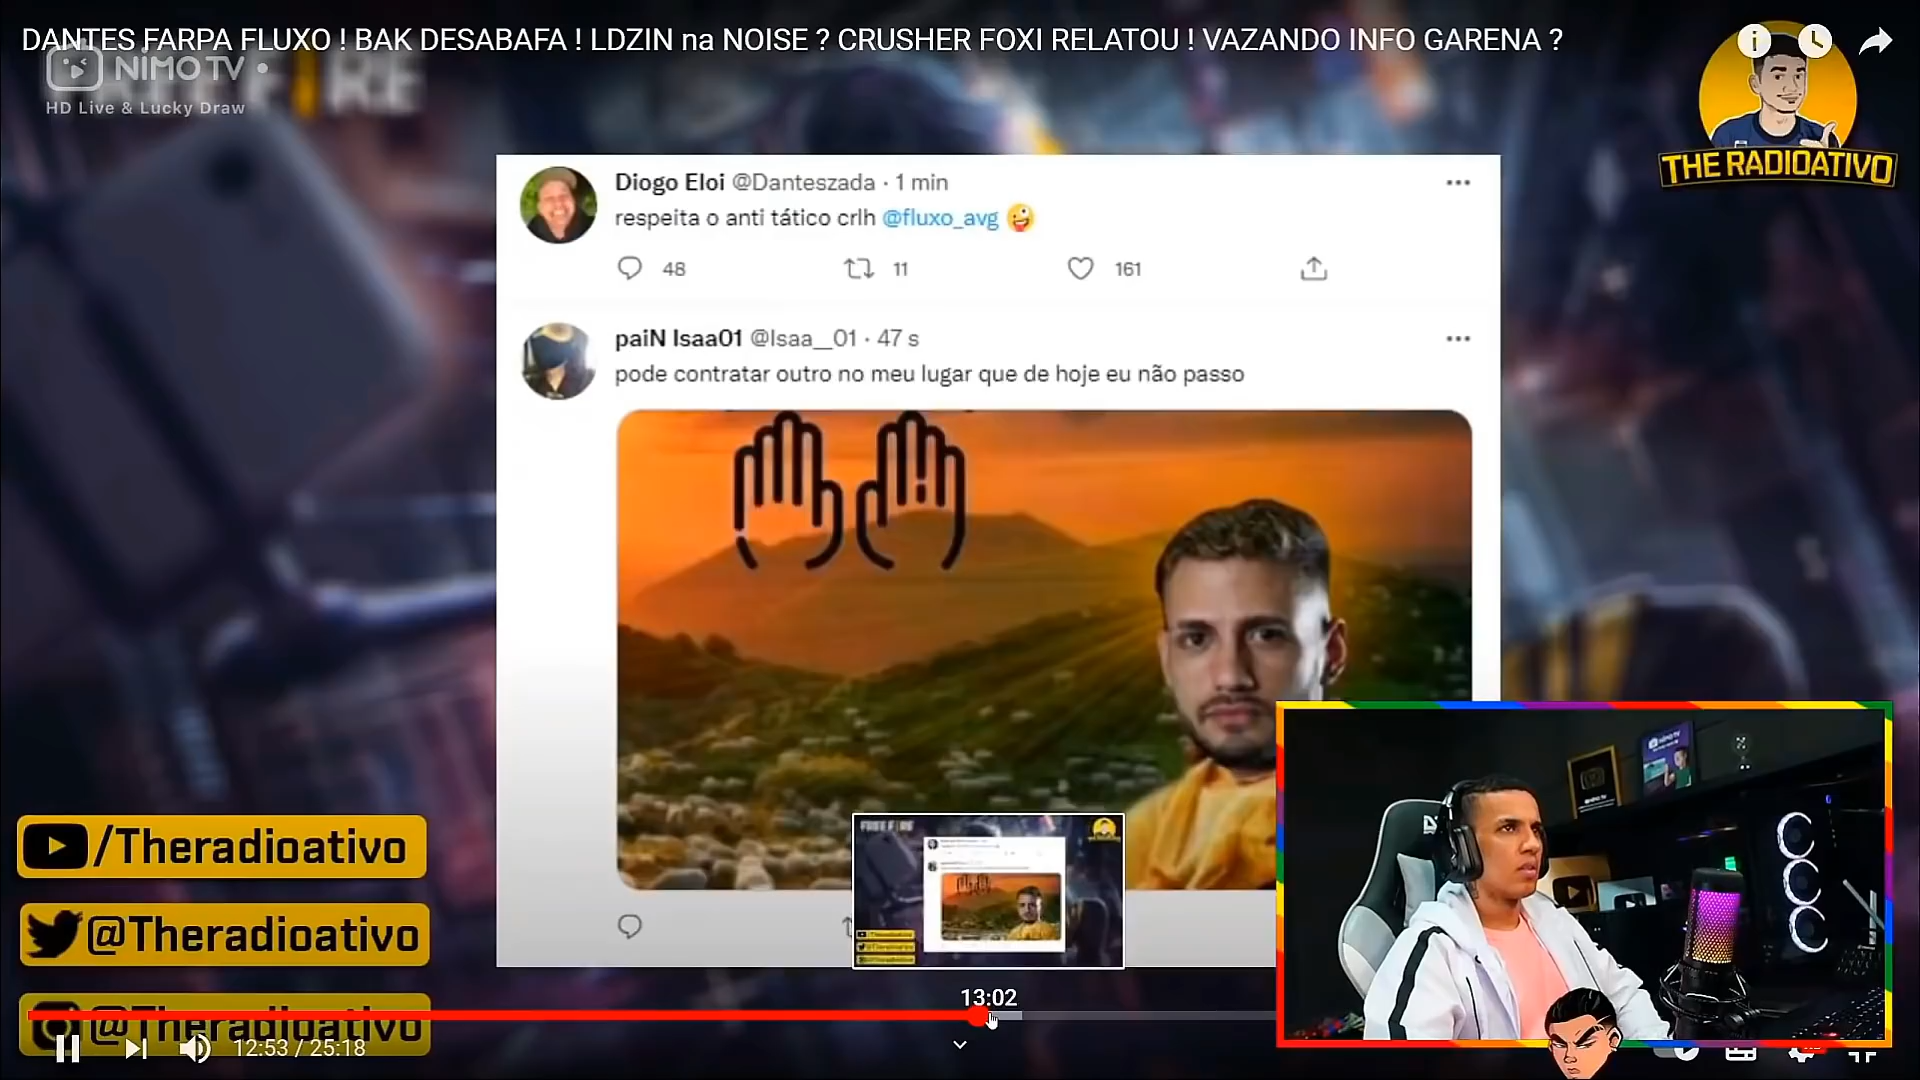 DANTES FARPA FLUXO ! BAK DESABAFA ! LDZIN na NOISE ? CRUSHER FOXI RELATOU ! VAZANDO INFO GARENA ?
NIMO TV
HD Live & Lucky Draw
THE RADIOATIVO
Diogo Eloi @Danteszada · 1 min
respeita o anti tático crlh @fluxo_avg 🤪
48 11 161
paiN Isaa01 @Isaa__01 · 47 s
pode contratar outro no meu lugar que de hoje eu não passo
/Theradioativo
@Theradioativo
@Theradioativo
13:02
12:53 / 25:18